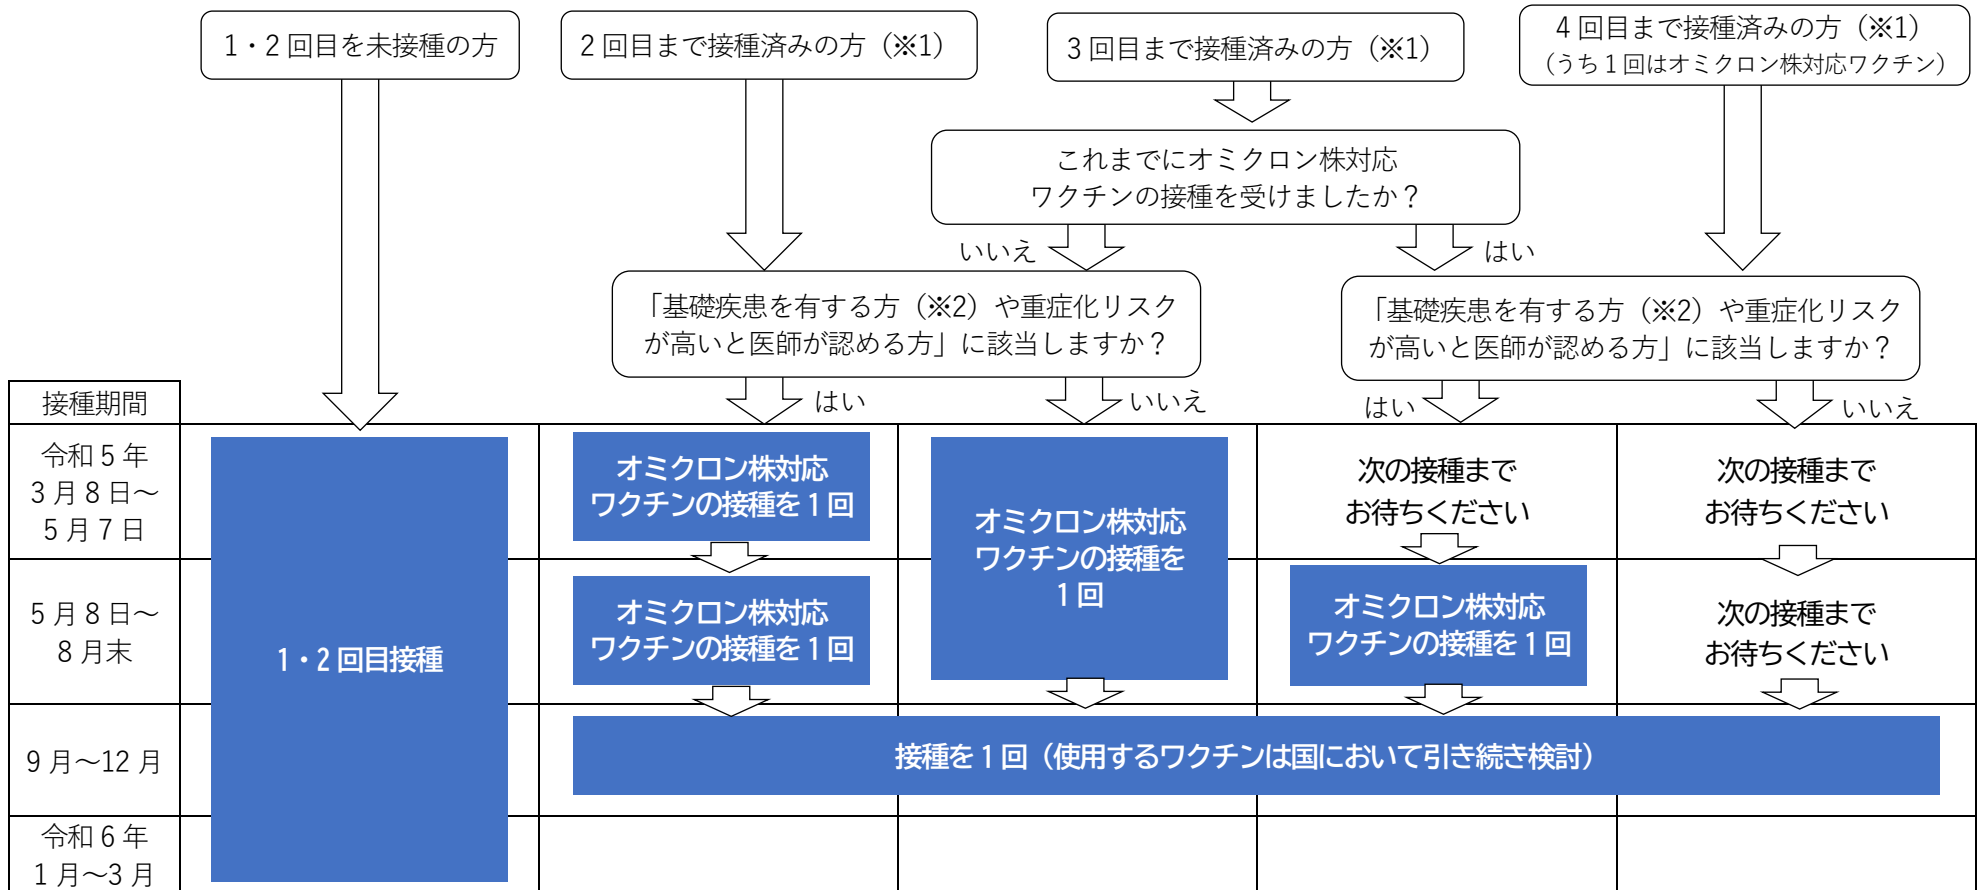 1・2回目を未接種の方
2回目まで接種済みの方（※1）
3回目まで接種済みの方（※1）
4回目まで接種済みの方（※1）
（うち1回はオミクロン株対応ワクチン）
これまでにオミクロン株対応
ワクチンの接種を受けましたか？
いいえ
はい
「基礎疾患を有する方（※2）や重症化リスク
が高いと医師が認める方」に該当しますか？
「基礎疾患を有する方（※2）や重症化リスク
が高いと医師が認める方」に該当しますか？
はい
いいえ
はい
いいえ
接種期間
令和5年
3月8日～
5月7日
オミクロン株対応
ワクチンの接種を1回
オミクロン株対応
ワクチンの接種を
1回
次の接種まで
お待ちください
次の接種まで
お待ちください
5月8日～
8月末
1・2回目接種
オミクロン株対応
ワクチンの接種を1回
オミクロン株対応
ワクチンの接種を1回
次の接種まで
お待ちください
9月～12月
接種を1回（使用するワクチンは国において引き続き検討）
令和6年
1月～3月